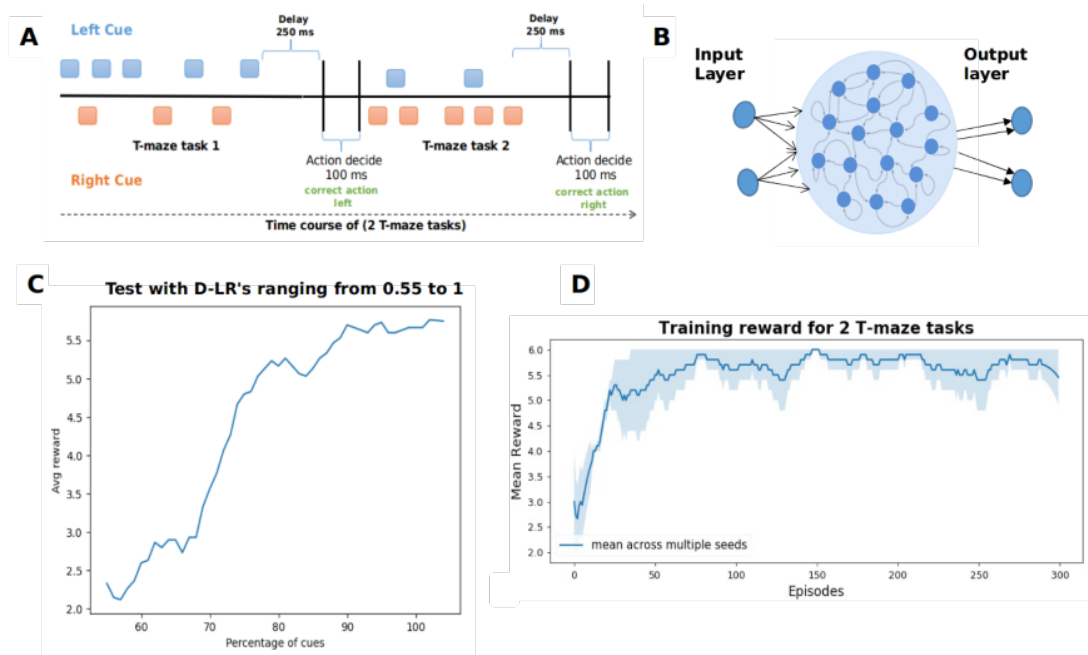 A
Left Cue
Delay
250 ms
Delay
250 ms
T-maze task 1
T-maze task 2
Right Cue
Action decide
100 ms
correct action
left
Action decide
100 ms
correct action
right
Time course of (2 T-maze tasks)
B
Input
Layer
Output
layer
C
Test with D-LR's ranging from 0.55 to 1
Avg reward
5.5
5.0
4.5
4.0
3.5
3.0
2.5
2.0
60 70 80 90 100
Percentage of cues
D
Training reward for 2 T-maze tasks
Mean Reward
6.0
5.5
5.0
4.5
4.0
3.5
3.0
2.5
2.0
mean across multiple seeds
0 50 100 150 200 250 300
Episodes